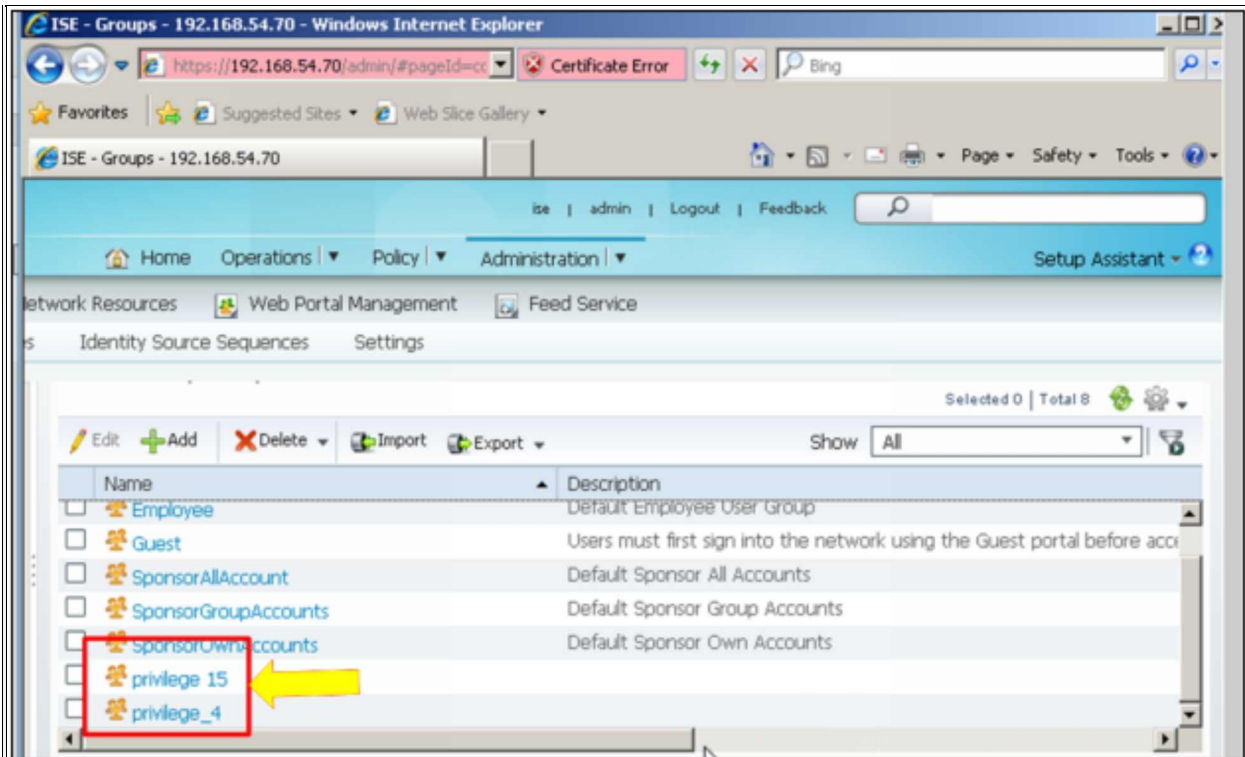 ISE - Groups - 192.168.54.70 - Windows Internet Explorer
https://192.168.54.70/admin/#pageId=cc Certificate Error Bing
Favorites Suggested Sites Web Slice Gallery
ISE - Groups - 192.168.54.70 Page Safety Tools
ise | admin | Logout | Feedback
Home Operations | Policy | Administration | Setup Assistant
etwork Resources Web Portal Management Feed Service
s Identity Source Sequences Settings
Selected 0 | Total 8
Edit Add Delete Import Export Show All
Name Description
Employee Default Employee User Group
Guest Users must first sign into the network using the Guest portal before acce
SponsorAllAccount Default Sponsor All Accounts
SponsorGroupAccounts Default Sponsor Group Accounts
SponsorOwnAccounts Default Sponsor Own Accounts
privilege 15
privilege_4